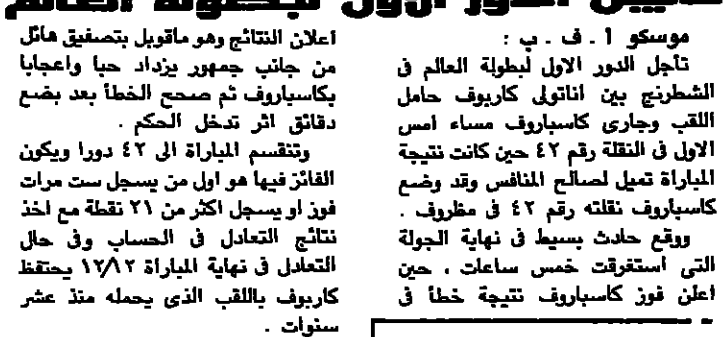 موسكو أ . ف . ب :
تأجل الدور الاول لبطولة العالم فى
الشطرنج بين اناتولى كاربوف حامل
اللقب وجارى كاسباروف مساء امس
الاول فى النقلة رقم ٤٢ حين كانت نتيجة
المباراة تميل لصالح المنافس وقد وضع
كاسباروف نقلته رقم ٤٢ فى مظروف .
ووقع حادث بسيط فى نهاية الجولة
التى استغرقت خمس ساعات ، حين
اعلن فوز كاسباروف نتيجة خطأ فى
اعلان النتائج وهو ماقوبل بتصفيق هائل
من جانب جمهور يزداد حبا واعجابا
بكاسباروف ثم صحح الخطأ بعد بضع
دقائق اثر تدخل الحكم .
وتنقسم المباراة الى ٤٢ دورا ويكون
الفائز فيها هو اول من يسجل ست مرات
فوز او يسجل اكثر من ٢١ نقطة مع اخذ
نتائج التعادل فى الحساب وفى حال
التعادل فى نهاية المباراة ١٢/١٢ يحتفظ
كاربوف باللقب الذى يحمله منذ عشر
سنوات .